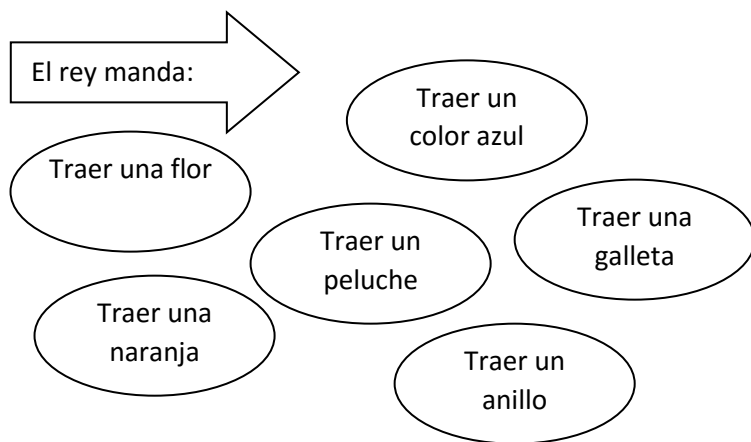 El rey manda:
Traer un
color azul
Traer una flor
Traer una
galleta
Traer un
peluche
Traer una
naranja
Traer un
anillo